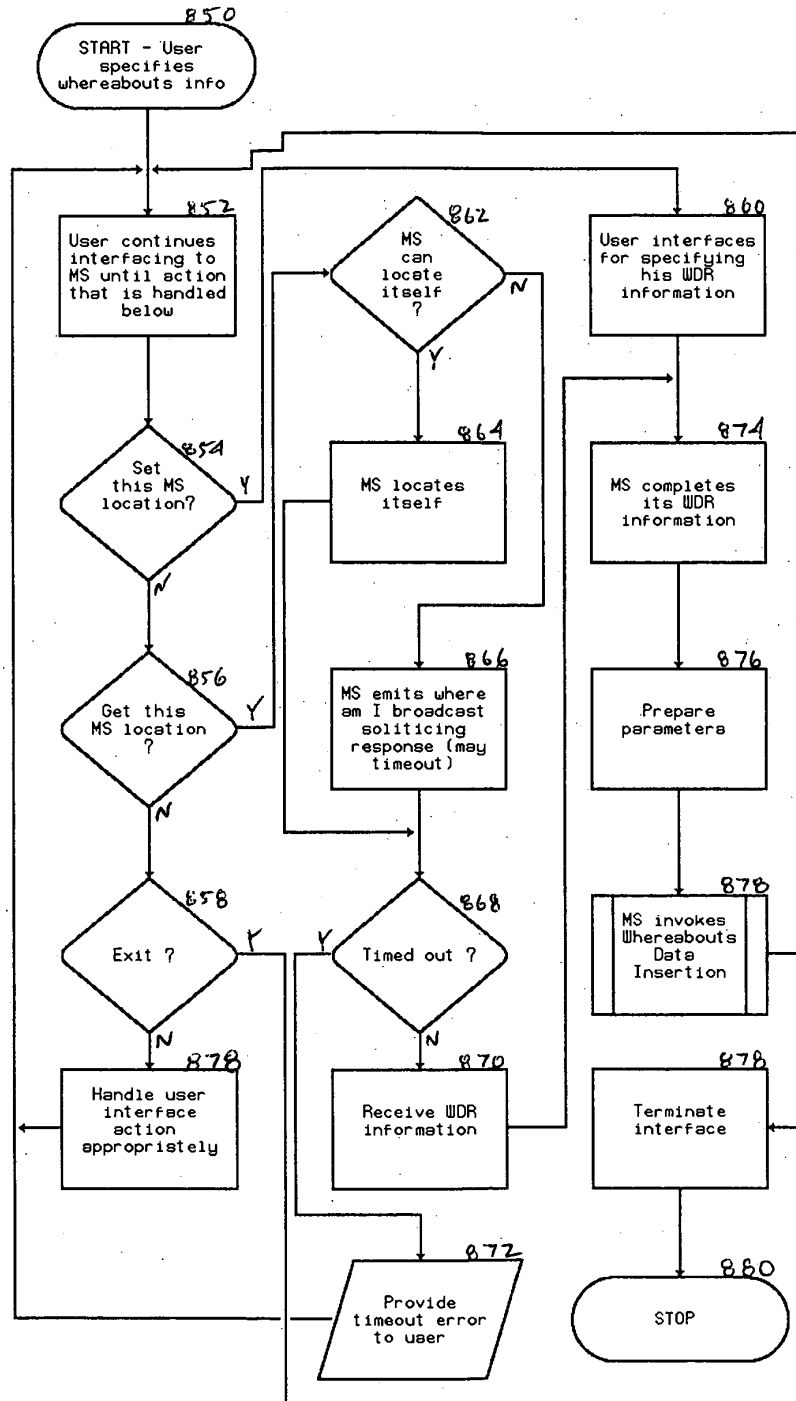 850
START - User
specifies
whereabouts info
852
User continues
interfacing to
MS until action
that is handled
below
854
Set
this MS
location?
Y
N
856
Get this
MS location
?
Y
N
858
Exit ?
Y
N
878
Handle user
interface
action
appropriately
862
MS
can
locate
itself
?
N
Y
864
MS locates
itself
866
MS emits where
am I broadcast
soliticing
response (may
timeout)
868
Timed out ?
Y
N
870
Receive WDR
information
872
Provide
timeout error
to user
860
User interfaces
for specifying
his WDR
information
874
MS completes
its WDR
information
876
Prepare
parameters
878
MS invokes
Whereabouts
Data
Insertion
878
Terminate
interface
880
STOP